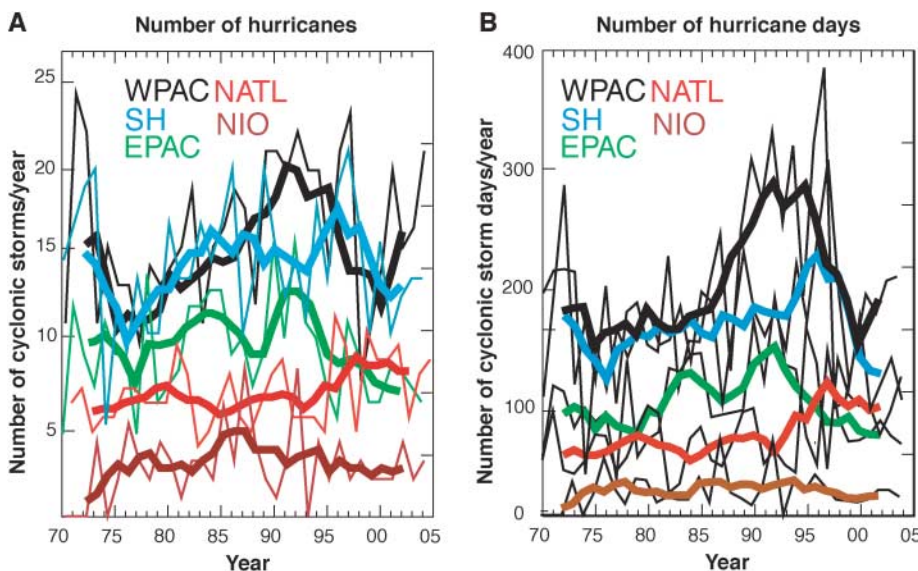 A
Number of hurricanes
25
20
15
10
5
70 75 80 85 90 95 00 05
Year
Number of cyclonic storms/year
WPAC NATL
SH NIO
EPAC
B
Number of hurricane days
400
300
200
100
0
70 75 80 85 90 95 00 05
Year
Number of cyclonic storm days/year
WPAC NATL
SH NIO
EPAC